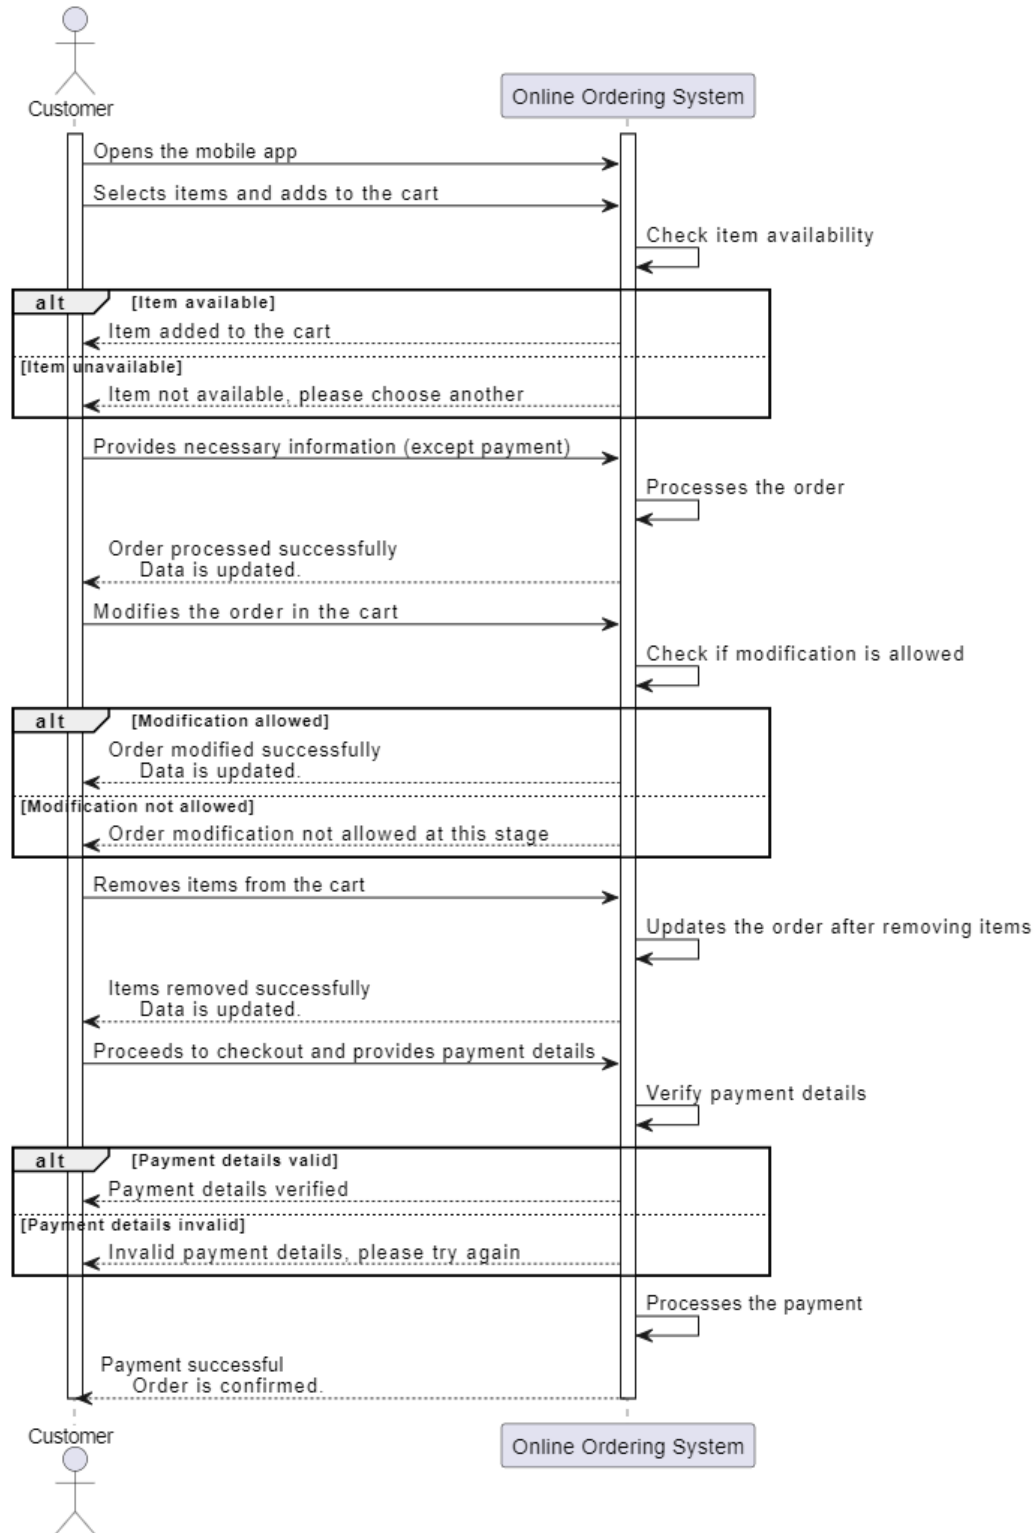 Customer
Online Ordering System
Opens the mobile app
Selects items and adds to the cart
Check item availability
alt [Item available]
Item added to the cart
[Item unavailable]
Item not available, please choose another
Provides necessary information (except payment)
Processes the order
Order processed successfully
Data is updated.
Modifies the order in the cart
Check if modification is allowed
alt [Modification allowed]
Order modified successfully
Data is updated.
[Modification not allowed]
Order modification not allowed at this stage
Removes items from the cart
Updates the order after removing items
Items removed successfully
Data is updated.
Proceeds to checkout and provides payment details
Verify payment details
alt [Payment details valid]
Payment details verified
[Payment details invalid]
Invalid payment details, please try again
Processes the payment
Payment successful
Order is confirmed.
Customer
Online Ordering System